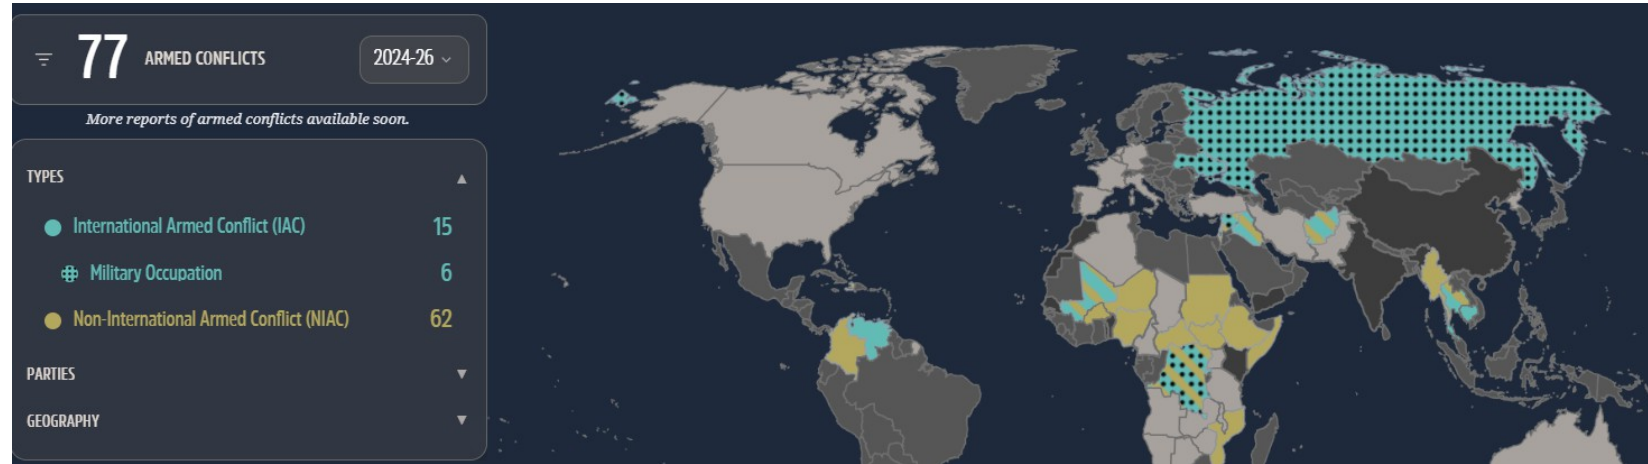 77 ARMED CONFLICTS 2024-26
More reports of armed conflicts available soon.
TYPES
International Armed Conflict (IAC) 15
Military Occupation 6
Non-International Armed Conflict (NIAC) 62
PARTIES
GEOGRAPHY